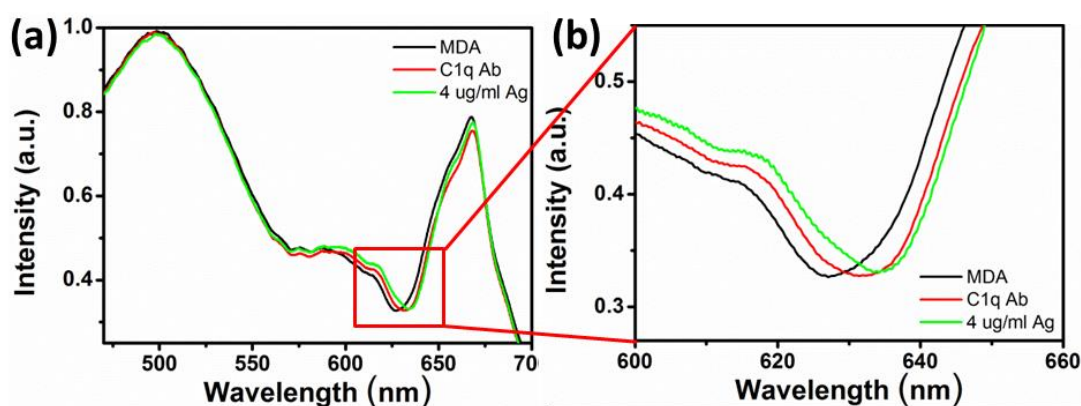 (a)
1.0
0.8
0.6
0.4
Intensity (a.u.)
MDA
C1q Ab
4 ug/ml Ag
500
550
600
650
70
Wavelength (nm)
(b)
0.5
0.4
0.3
Intensity (a.u.)
MDA
C1q Ab
4 ug/ml Ag
600
620
640
660
Wavelength (nm)